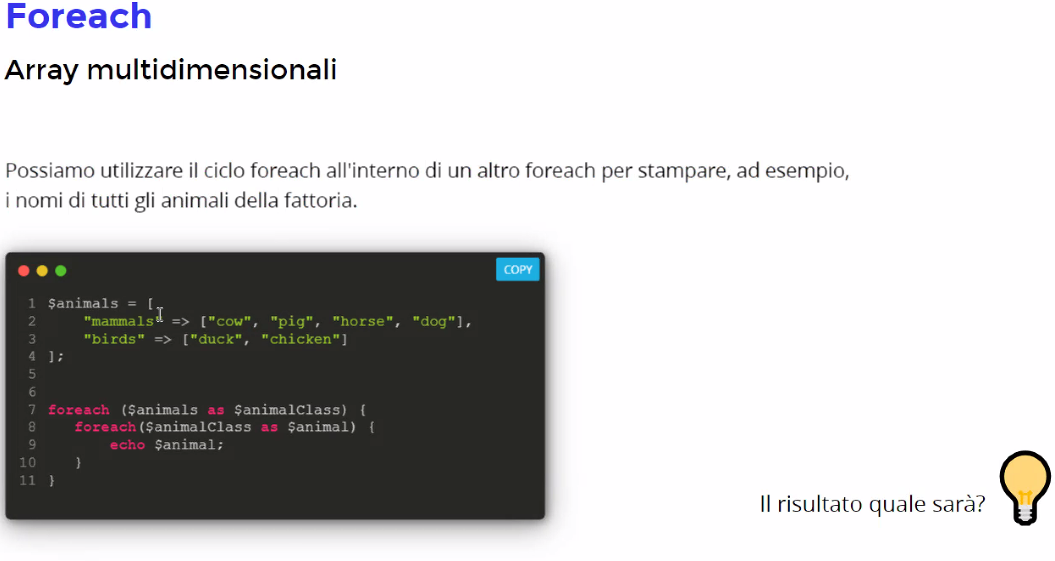 Foreach
Array multidimensionali
Possiamo utilizzare il ciclo foreach all'interno di un altro foreach per stampare, ad esempio,
i nomi di tutti gli animali della fattoria.
COPY
1 $animals = [
2     "mammals" => ["cow", "pig", "horse", "dog"],
3     "birds" => ["duck", "chicken"]
4 ];
5
6
7 foreach ($animals as $animalClass) {
8    foreach($animalClass as $animal) {
9        echo $animal;
10    }
11 }
Il risultato quale sarà?